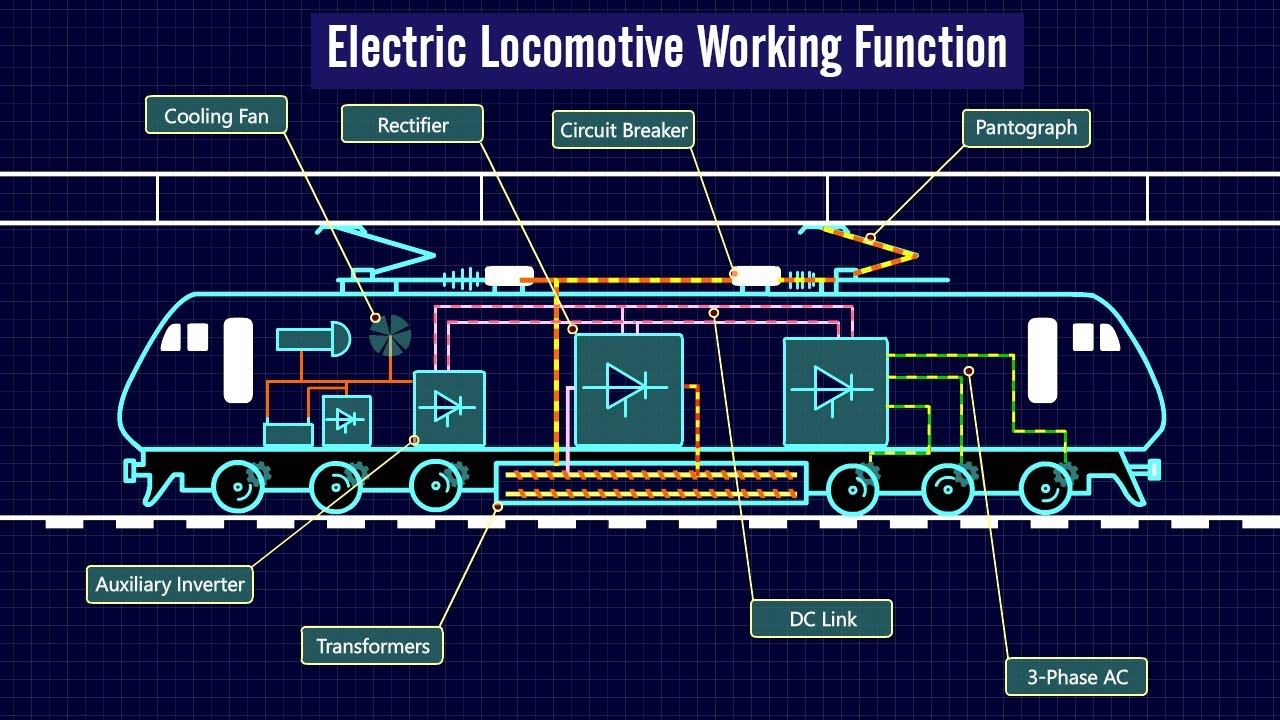 Electric Locomotive Working Function
Cooling Fan
Rectifier
Circuit Breaker
Pantograph
Auxiliary Inverter
Transformers
DC Link
3-Phase AC